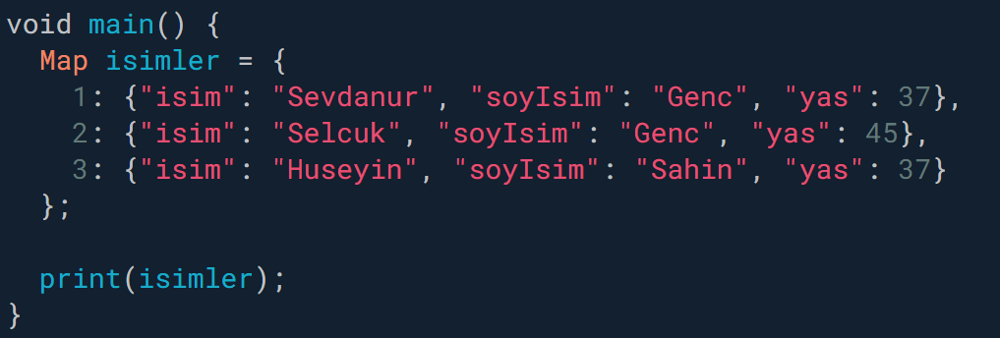 void main() {
  Map isimler = {
    1: {"isim": "Sevdanur", "soyIsim": "Genc", "yas": 37},
    2: {"isim": "Selcuk", "soyIsim": "Genc", "yas": 45},
    3: {"isim": "Huseyin", "soyIsim": "Sahin", "yas": 37}
  };

  print(isimler);
}